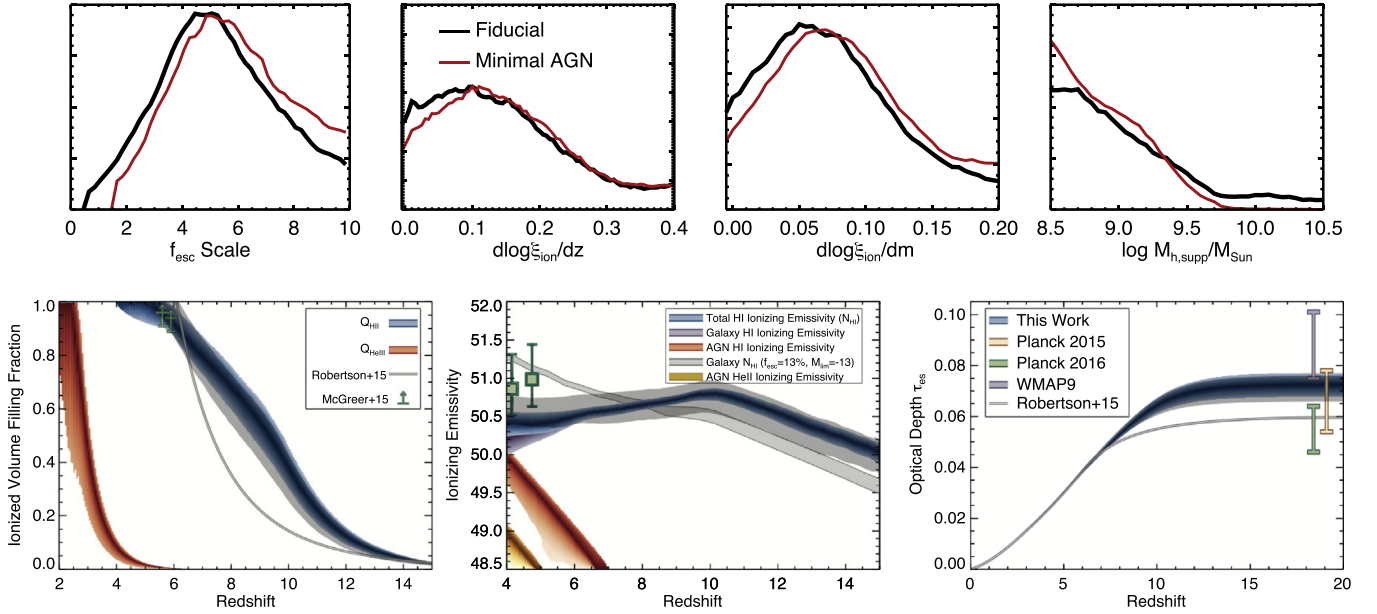 Fiducial
Minimal AGN
0 2 4 6 8 10
f_esc Scale
0.0 0.1 0.2 0.3 0.4
dlogξ_ion/dz
0.00 0.05 0.10 0.15 0.20
dlogξ_ion/dm
8.5 9.0 9.5 10.0 10.5
log M_h,supp/M_Sun
Ionized Volume Filling Fraction
1.0
0.8
0.6
0.4
0.2
0.0
Q_HII
Q_HeIII
Robertson+15
McGreer+15
2 4 6 8 10 12 14
Redshift
Ionizing Emissivity
52.0
51.5
51.0
50.5
50.0
49.5
49.0
48.5
Total HI Ionizing Emissivity (N_HI)
Galaxy HI Ionizing Emissivity
AGN HI Ionizing Emissivity
Galaxy N_HI (f_esc=13%, M_lim=-13)
AGN HeII Ionizing Emissivity
4 6 8 10 12 14
Redshift
Optical Depth τ_es
0.10
0.08
0.06
0.04
0.02
0.00
This Work
Planck 2015
Planck 2016
WMAP9
Robertson+15
0 5 10 15 20
Redshift